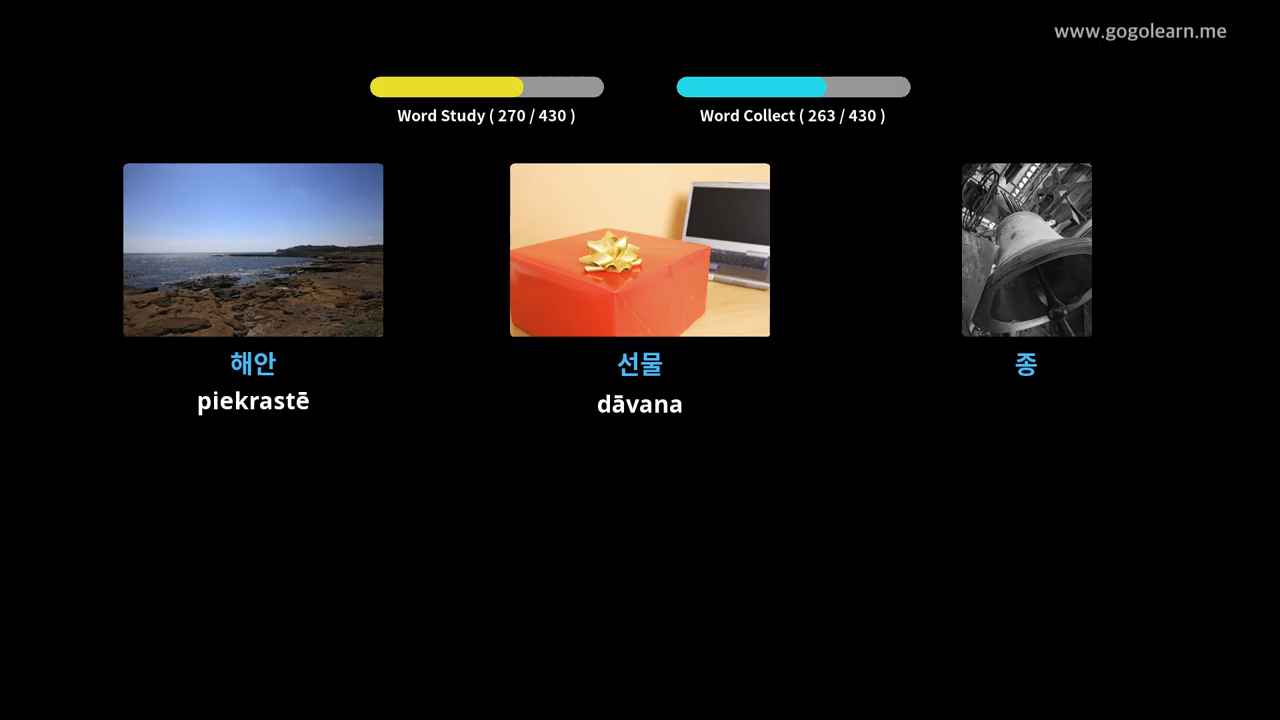 www.gogolearn.me
Word Study ( 270 / 430 )
Word Collect ( 263 / 430 )
해안
piekrastē
선물
dāvana
종